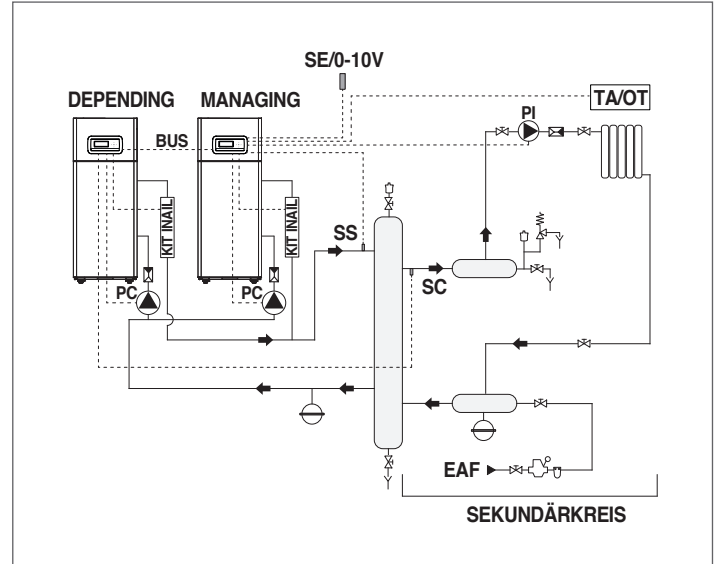 SE/0-10V
DEPENDING
MANAGING
TA/OT
PI
BUS
KIT INAIL
KIT INAIL
SS
SC
PC
PC
EAF
SEKUNDÄRKREIS